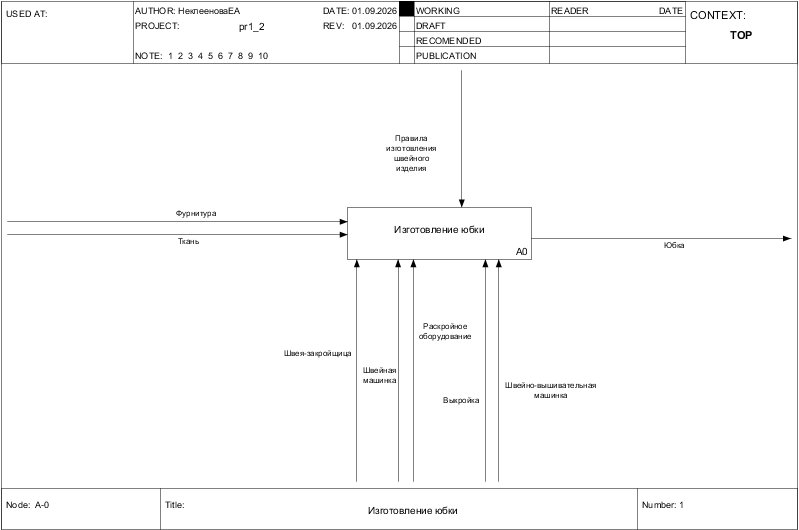 USED AT:
AUTHOR: НеклееноваЕА
DATE: 01.09.2026
PROJECT: pr1_2
REV: 01.09.2026
NOTE: 1 2 3 4 5 6 7 8 9 10
WORKING
DRAFT
RECOMENDED
PUBLICATION
READER DATE
CONTEXT:
TOP
Правила
изготовления
швейного
изделия
Фурнитура
Ткань
Изготовление юбки
A0
Юбка
Швея-закройщица
Швейная
машинка
Раскройное
оборудование
Выкройка
Швейно-вышивательная
машинка
Node: A-0
Title: Изготовление юбки
Number: 1